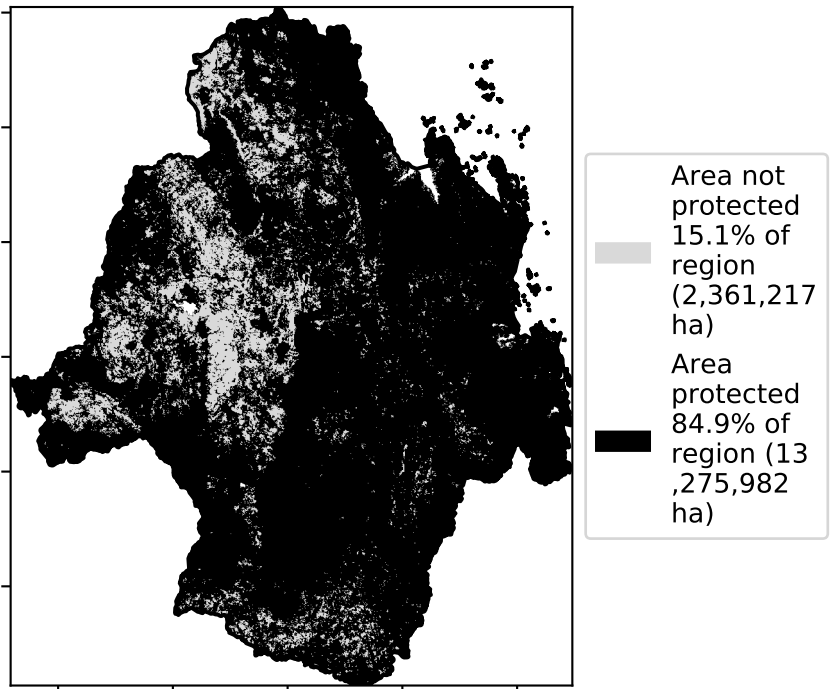 Area not
protected
15.1% of
region
(2,361,217
ha)
Area
protected
84.9% of
region (13
,275,982
ha)